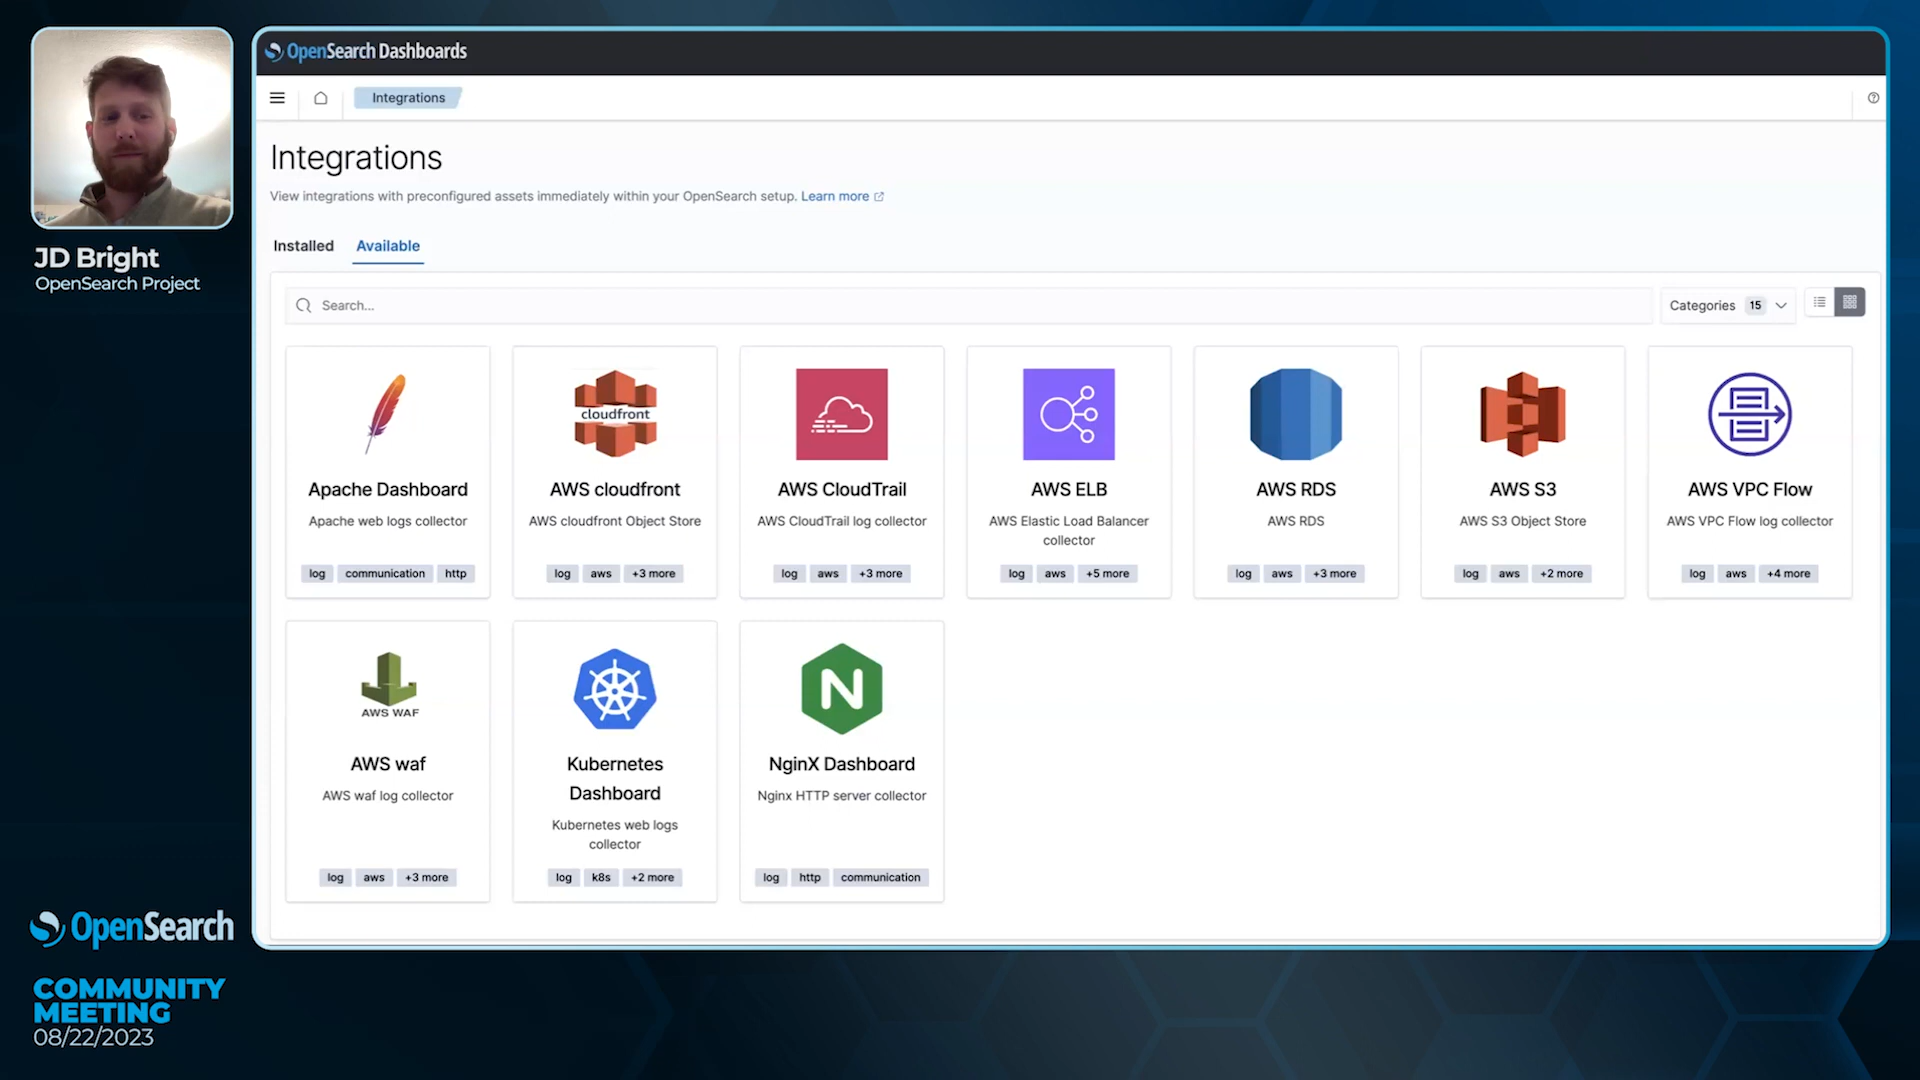 OpenSearch Dashboards
Integrations
Integrations
View integrations with preconfigured assets immediately within your OpenSearch setup. Learn more
Installed Available
Search...
Categories 15
cloudfront
Apache Dashboard
Apache web logs collector
log communication http
AWS cloudfront
AWS cloudfront Object Store
log aws +3 more
AWS CloudTrail
AWS CloudTrail log collector
log aws +3 more
AWS ELB
AWS Elastic Load Balancer
collector
log aws +5 more
AWS RDS
AWS RDS
log aws +3 more
AWS S3
AWS S3 Object Store
log aws +2 more
AWS VPC Flow
AWS VPC Flow log collector
log aws +4 more
AWS WAF
AWS waf
AWS waf log collector
log aws +3 more
Kubernetes
Dashboard
Kubernetes web logs
collector
log k8s +2 more
N
NginX Dashboard
Nginx HTTP server collector
log http communication
JD Bright
OpenSearch Project
OpenSearch
COMMUNITY
MEETING
08/22/2023